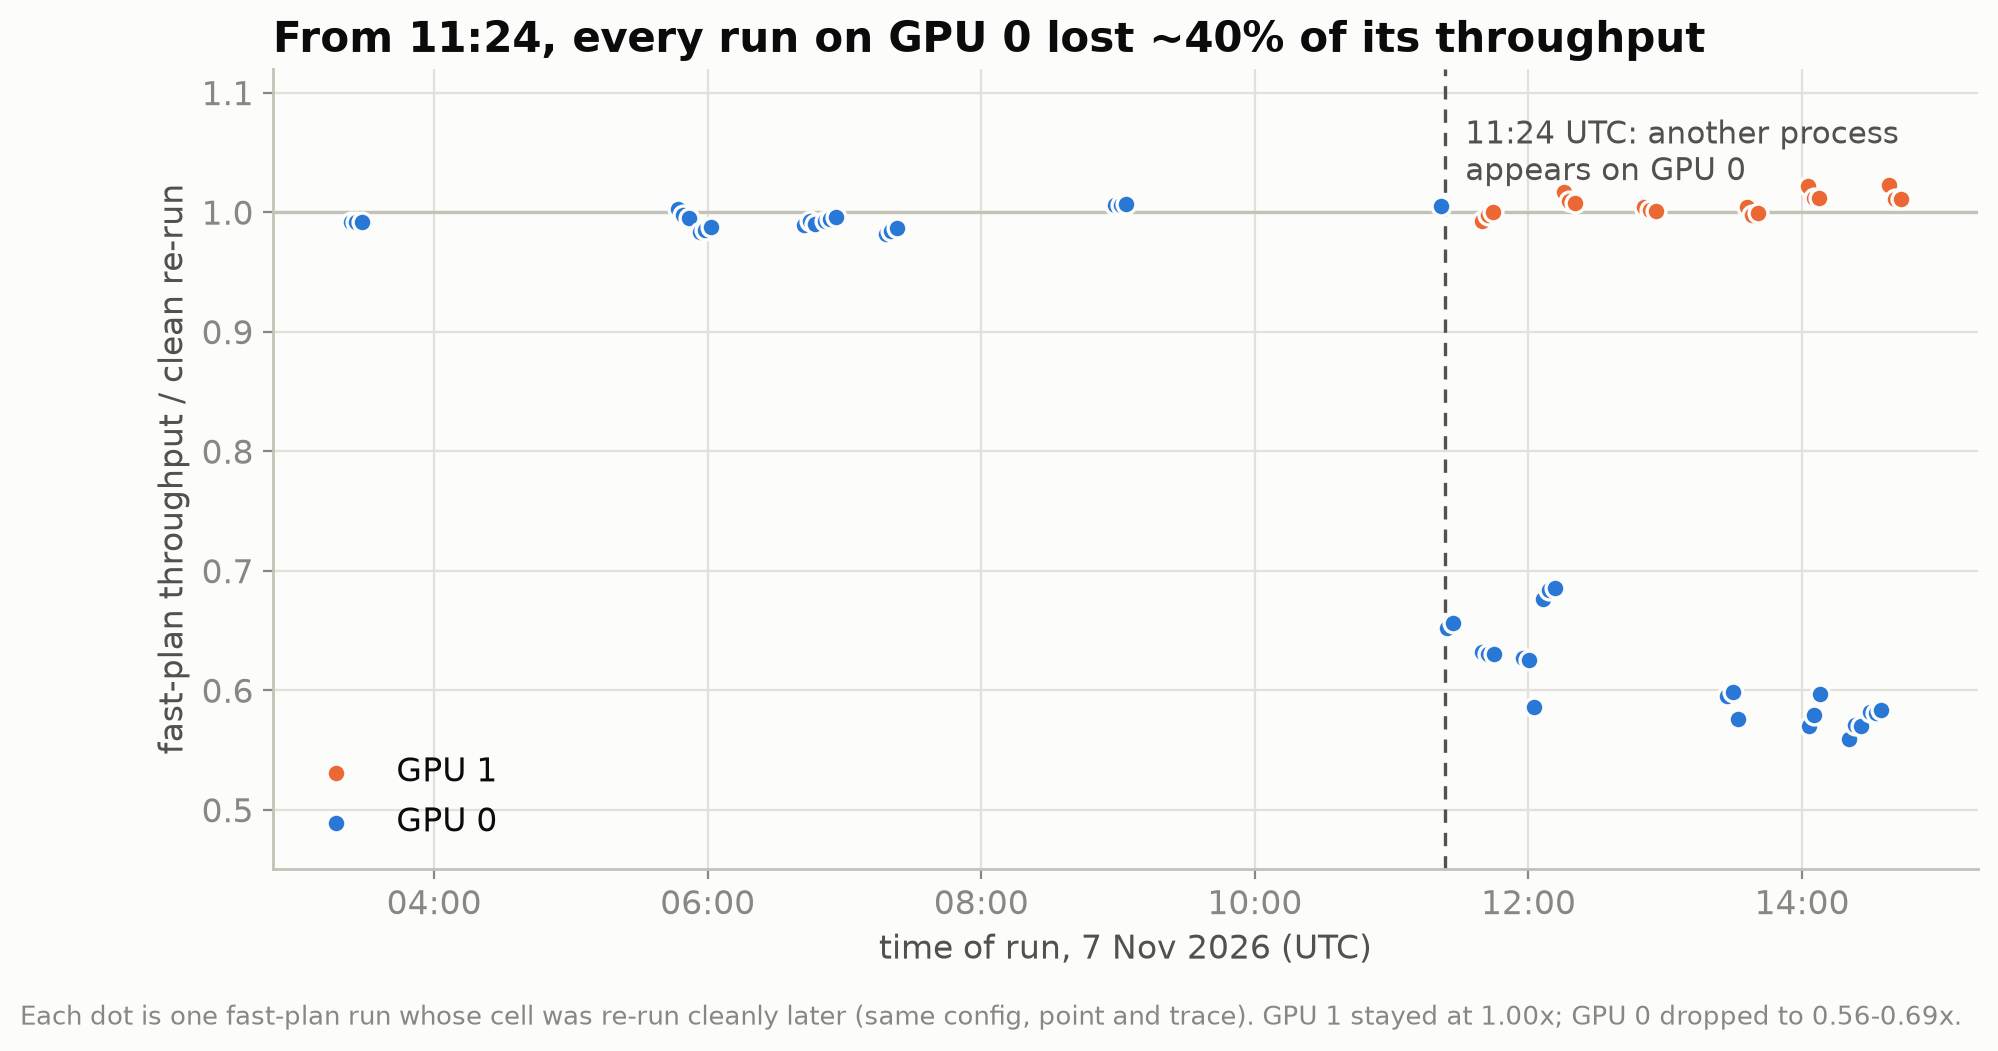 From 11:24, every run on GPU 0 lost ~40% of its throughput
fast-plan throughput / clean re-run
1.1
1.0
0.9
0.8
0.7
0.6
0.5
11:24 UTC: another process
appears on GPU 0
GPU 1
GPU 0
04:00
06:00
08:00
10:00
12:00
14:00
time of run, 7 Nov 2026 (UTC)
Each dot is one fast-plan run whose cell was re-run cleanly later (same config, point and trace). GPU 1 stayed at 1.00x; GPU 0 dropped to 0.56-0.69x.